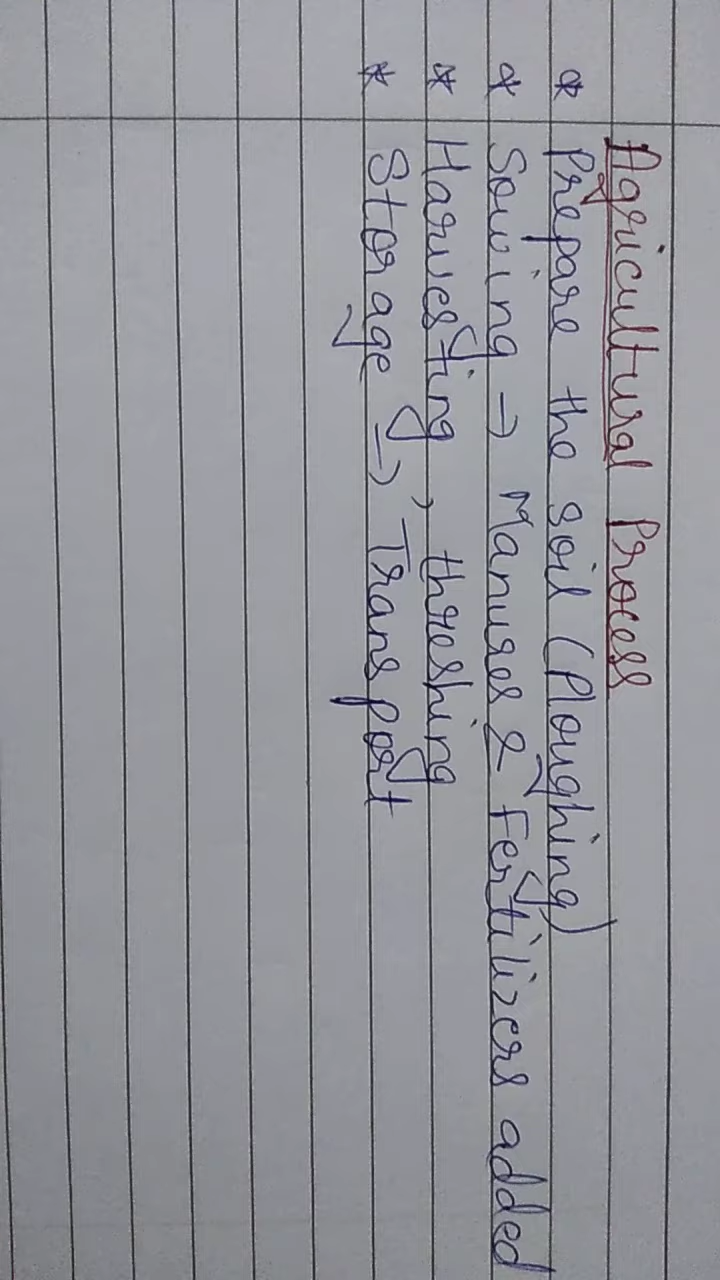 Agricultural Process
* Prepare the soil (Ploughing)
* Sowing → Manures & Fertilizers added
* Harvesting, threshing
* Storage → Transport